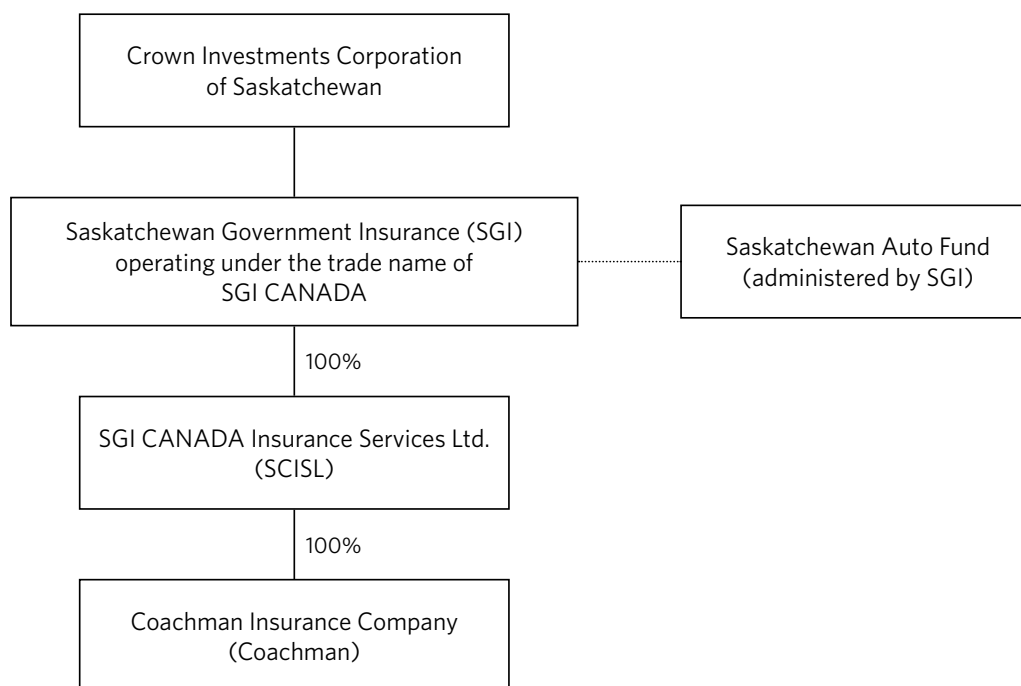 Crown Investments Corporation
of Saskatchewan
Saskatchewan Government Insurance (SGI)
operating under the trade name of
SGI CANADA
Saskatchewan Auto Fund
(administered by SGI)
100%
SGI CANADA Insurance Services Ltd.
(SCISL)
100%
Coachman Insurance Company
(Coachman)